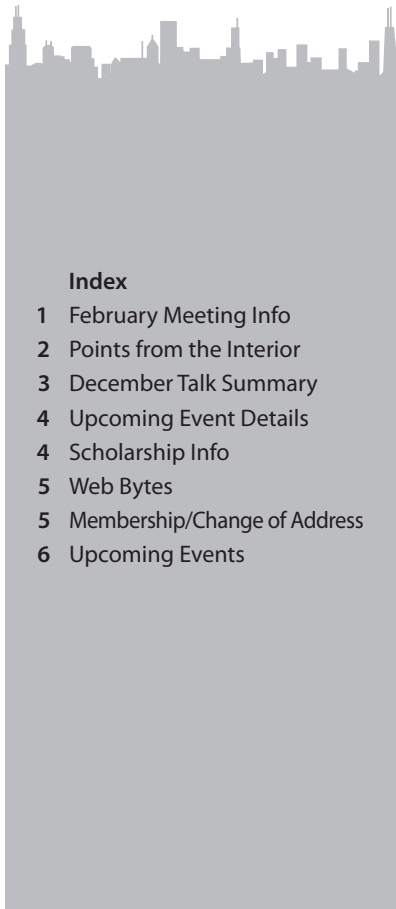 Index
1 February Meeting Info
2 Points from the Interior
3 December Talk Summary
4 Upcoming Event Details
4 Scholarship Info
5 Web Bytes
5 Membership/Change of Address
6 Upcoming Events